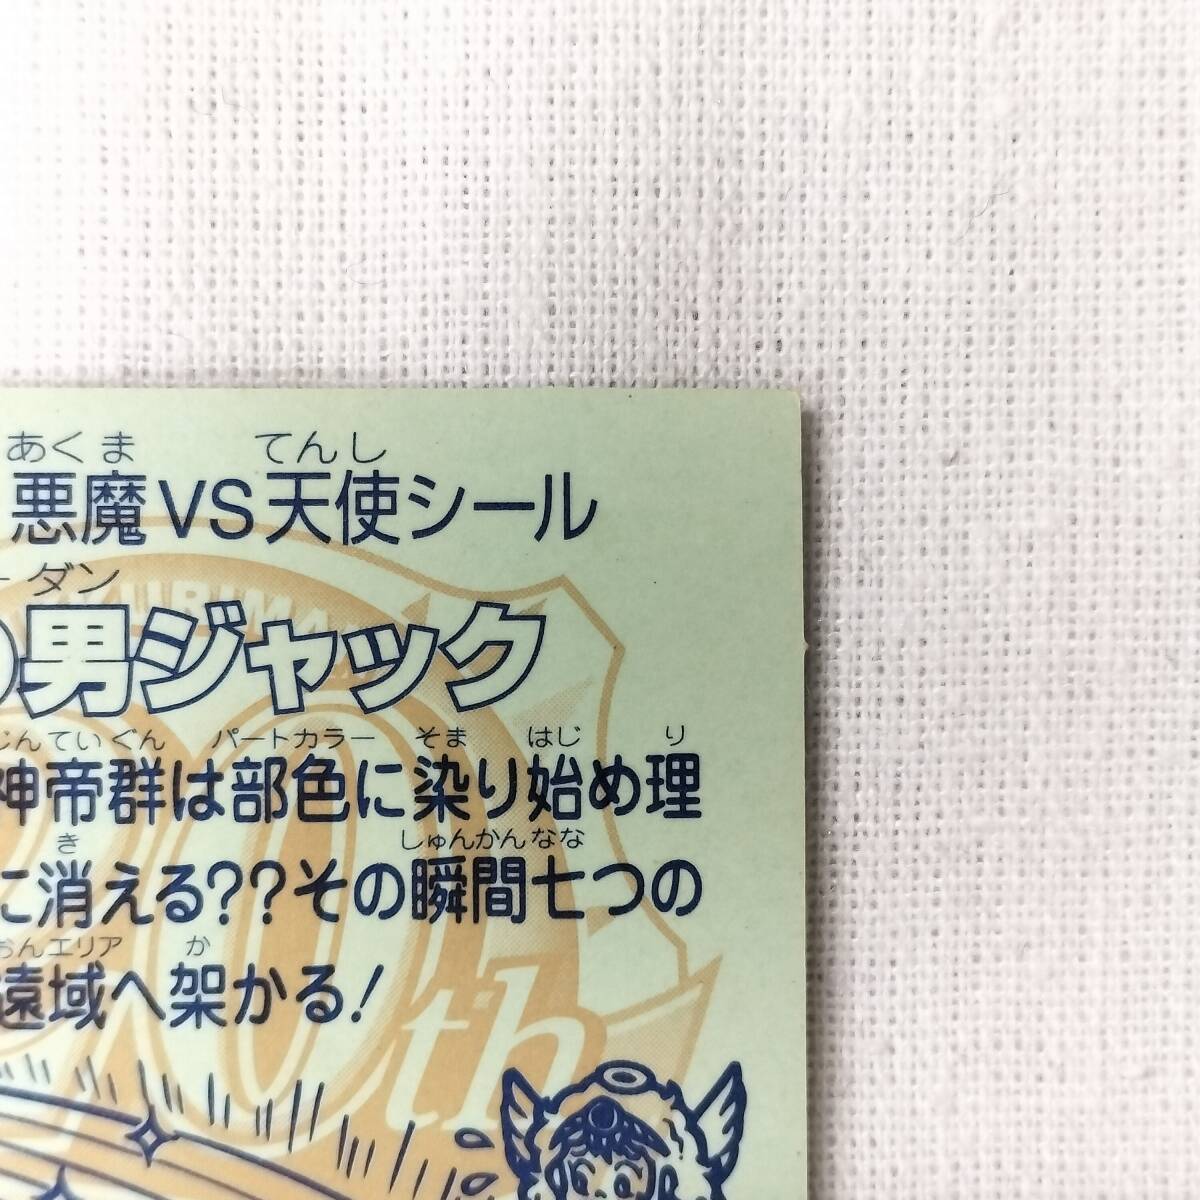 あくま てんし
悪魔VS天使シール
ーダン
の男ジャック
じんていぐん パートカラー そま はじ り
神帝群は部色に染り始め理
き しゅんかんなな
に消える??その瞬間七つの
おんエリア か
遠域へ架かる!
20th